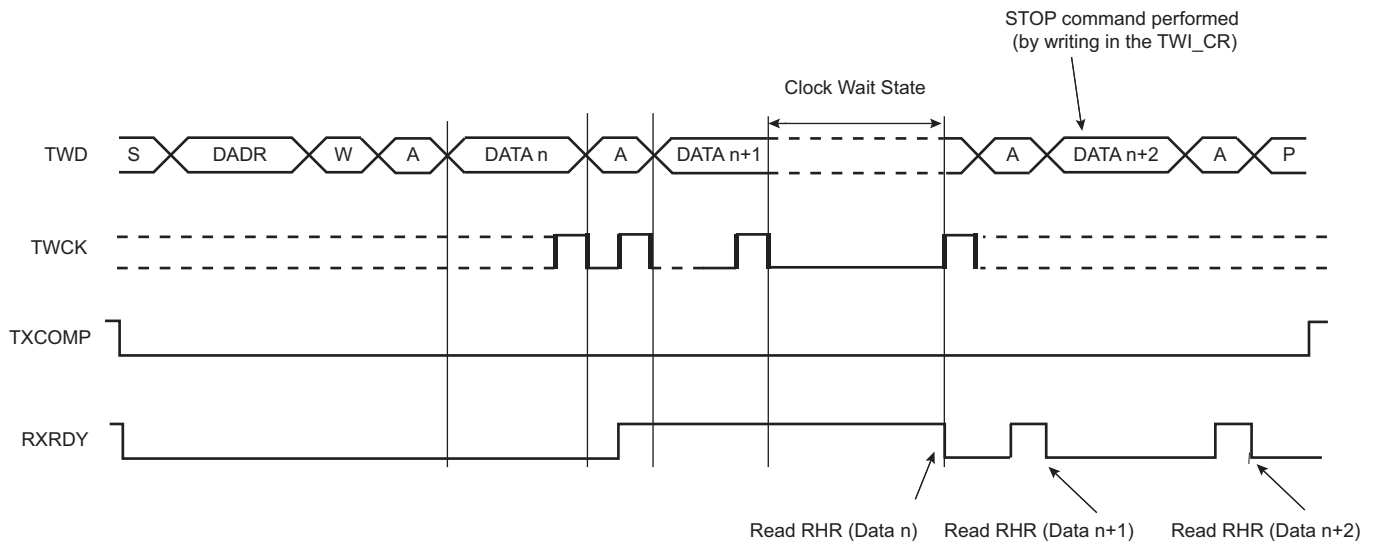 STOP command performed
(by writing in the TWI_CR)
Clock Wait State
TWD S DADR W A DATA n A DATA n+1 A DATA n+2 A P
TWCK
TXCOMP
RXRDY
Read RHR (Data n) Read RHR (Data n+1) Read RHR (Data n+2)